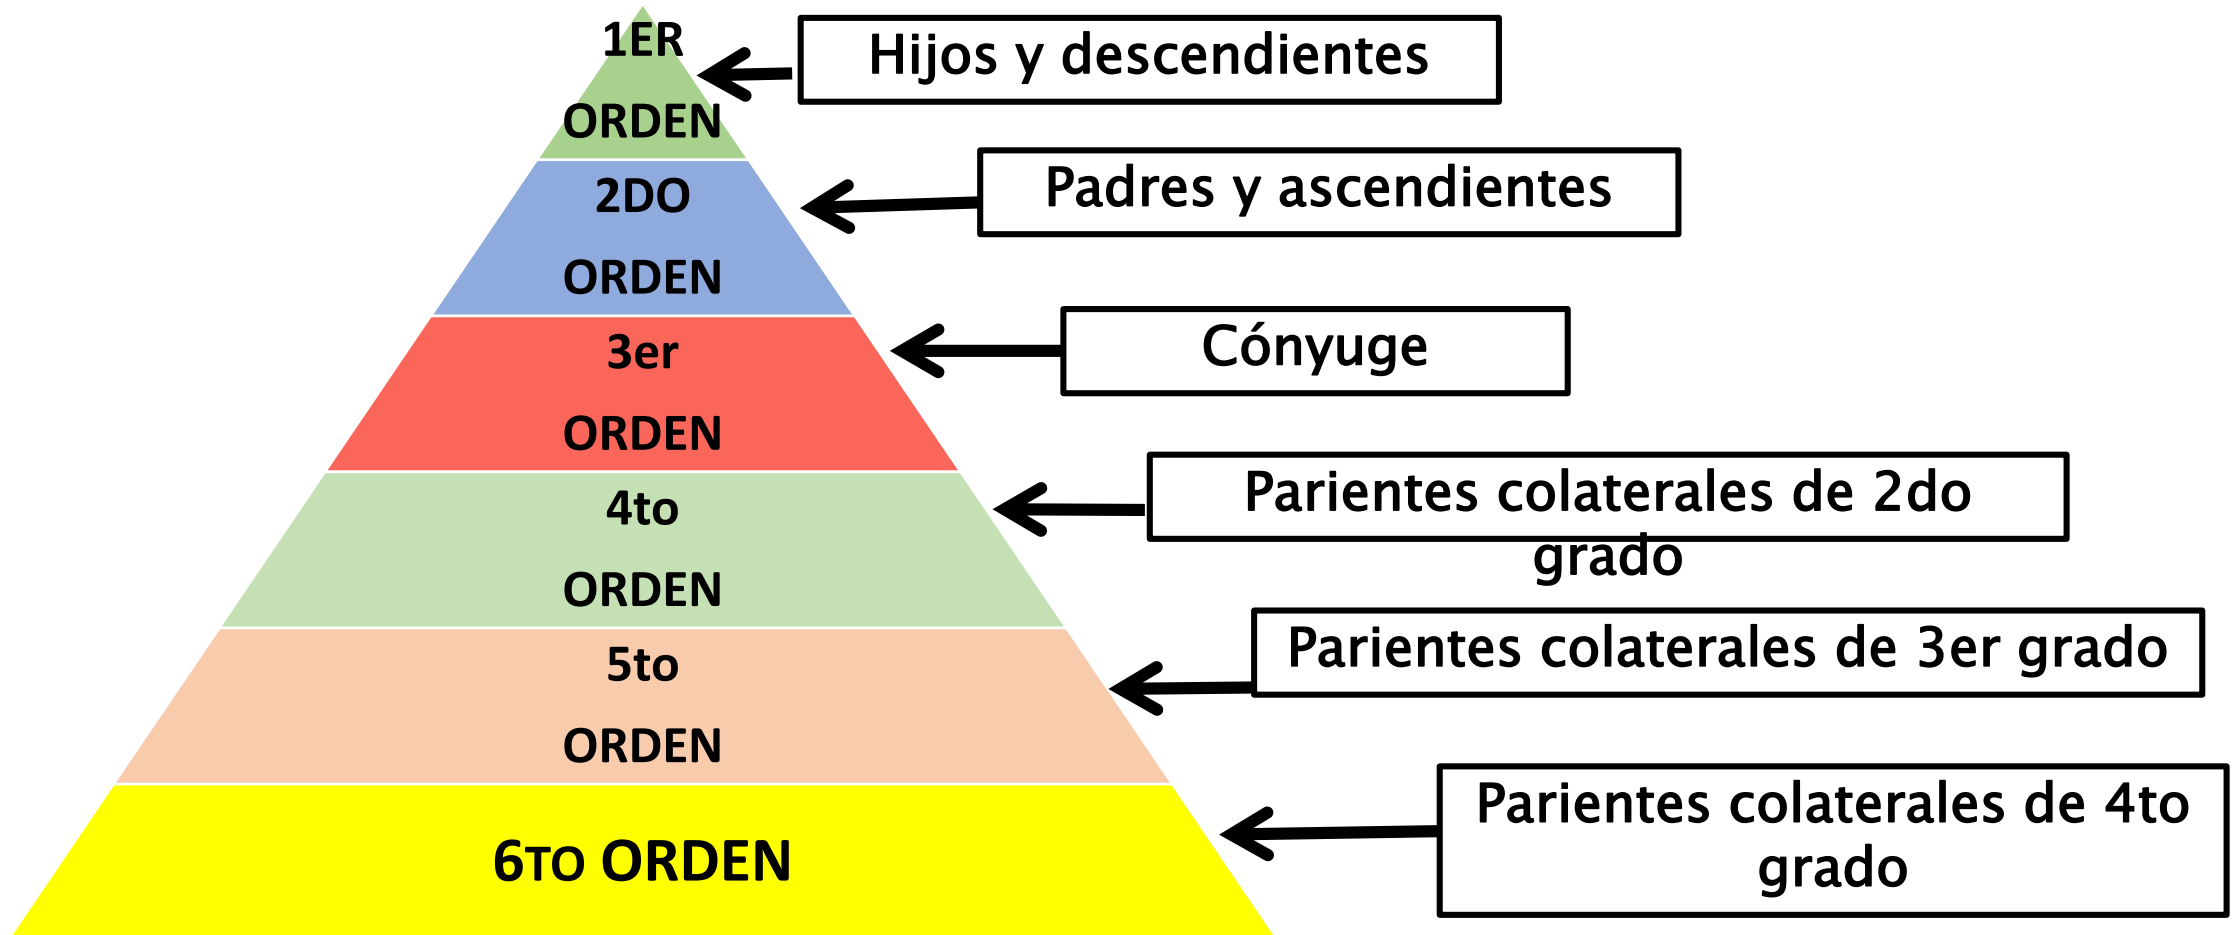 1ER
ORDEN
Hijos y descendientes
2DO
ORDEN
Padres y ascendientes
3er
ORDEN
Cónyuge
4to
ORDEN
Parientes colaterales de 2do
grado
5to
ORDEN
Parientes colaterales de 3er grado
6TO ORDEN
Parientes colaterales de 4to
grado